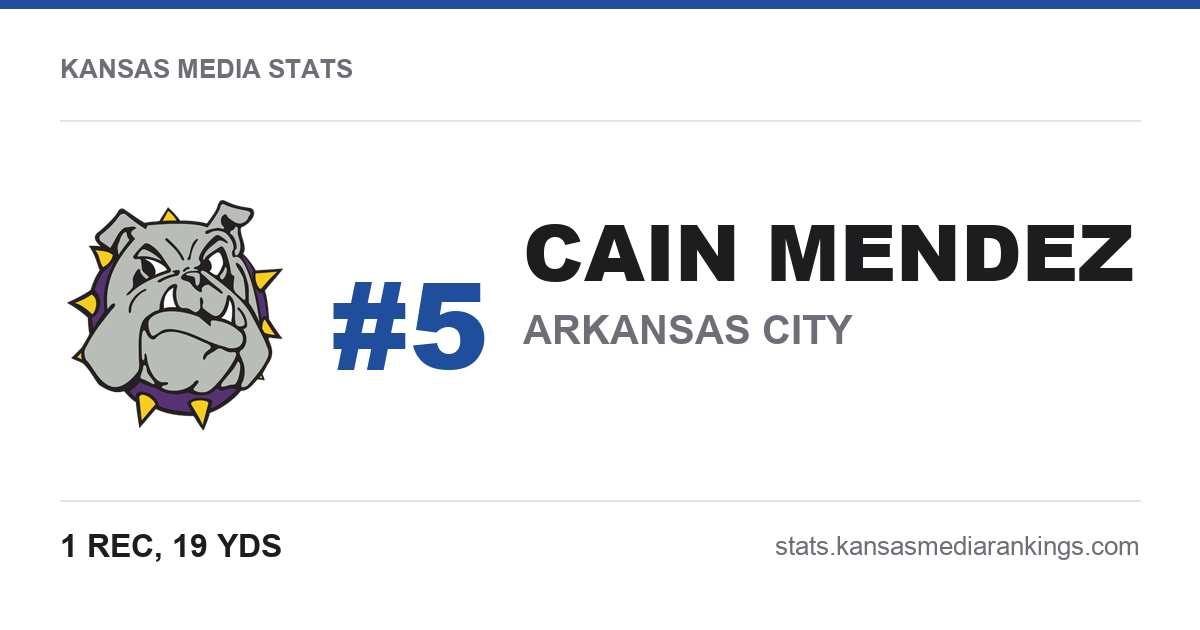 KANSAS MEDIA STATS
#5
CAIN MENDEZ
ARKANSAS CITY
1 REC, 19 YDS
stats.kansasmediarankings.com